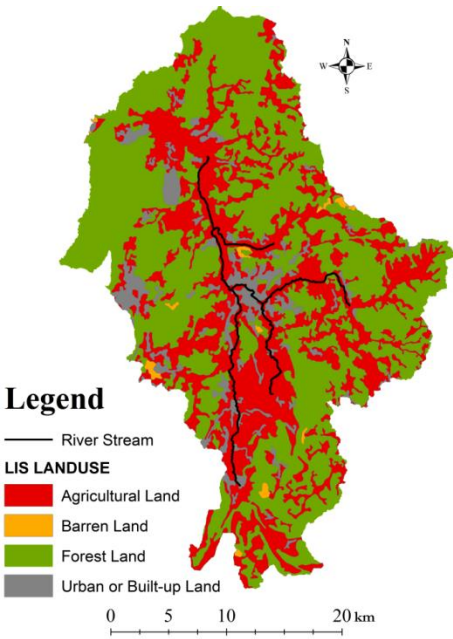 N
W E
S
Legend
River Stream
LIS LANDUSE
Agricultural Land
Barren Land
Forest Land
Urban or Built-up Land
0 5 10 20 km